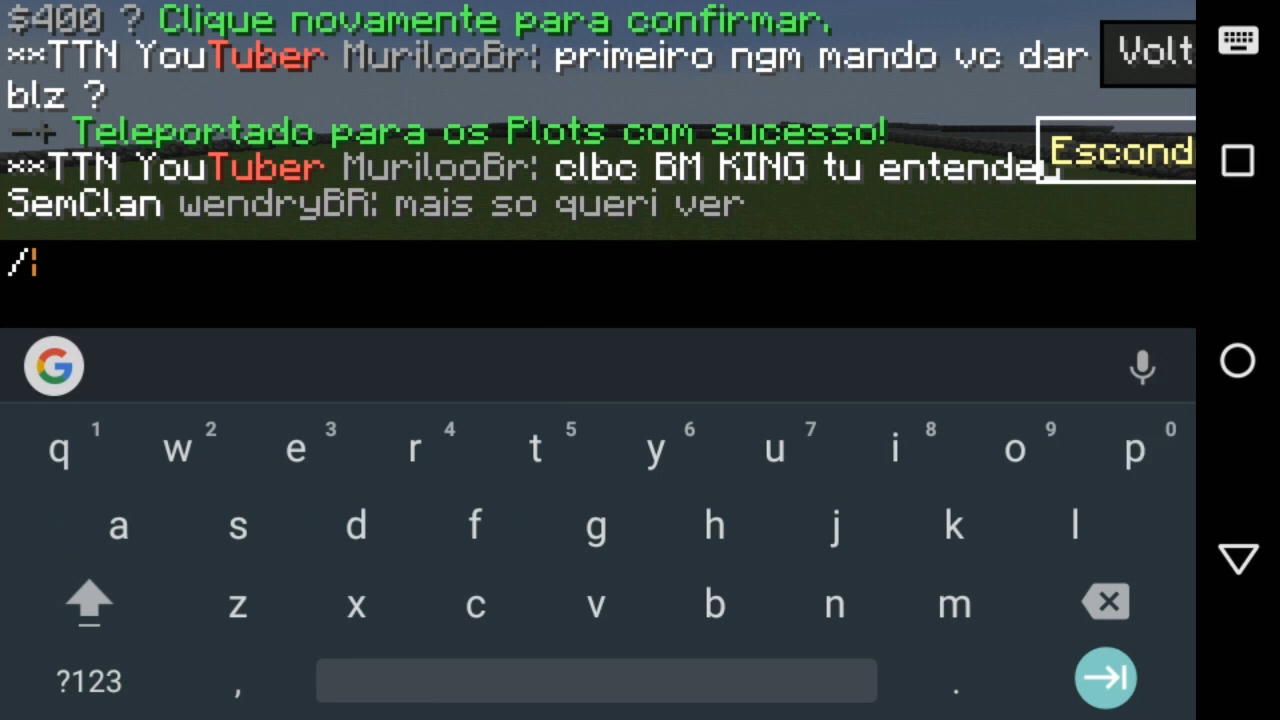 $400 ? Clique novamente para confirmar.
**TTN YouTuber MurilooBr: primeiro ngm mando vc dar
blz ?
Volt
-+ Teleportado para os Plots com sucesso!
**TTN YouTuber MurilooBr: clbc BM KING tu entendeu
Escond
SemClan wendryBR: mais so queri ver
/
G
q 1 w 2 e 3 r 4 t 5 y 6 u 7 i 8 o 9 p 0
a s d f g h j k l
z x c v b n m
?123 , .